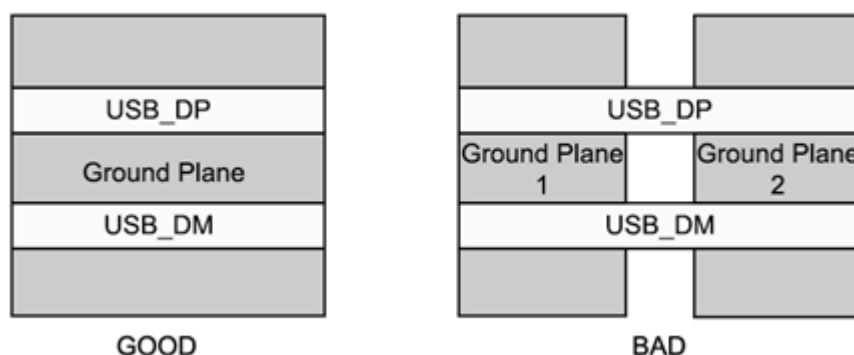 USB_DP
Ground Plane
USB_DM
GOOD
USB_DP
Ground Plane
1
Ground Plane
2
USB_DM
BAD